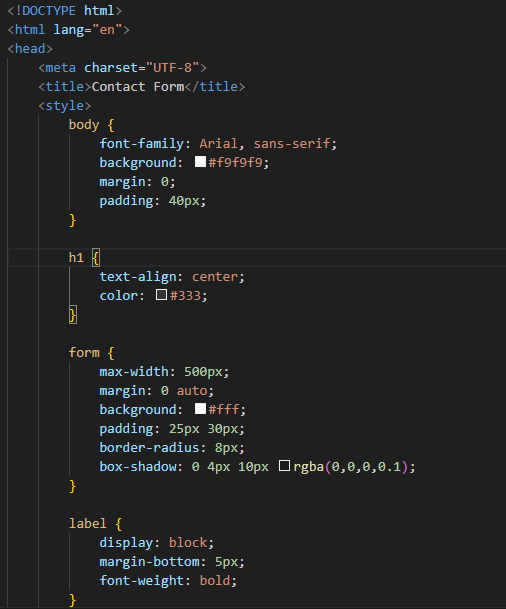 <!DOCTYPE html>
<html lang="en">
<head>
    <meta charset="UTF-8">
    <title>Contact Form</title>
    <style>
        body {
            font-family: Arial, sans-serif;
            background: #f9f9f9;
            margin: 0;
            padding: 40px;
        }

        h1 {
            text-align: center;
            color: #333;
        }

        form {
            max-width: 500px;
            margin: 0 auto;
            background: #fff;
            padding: 25px 30px;
            border-radius: 8px;
            box-shadow: 0 4px 10px rgba(0,0,0,0.1);
        }

        label {
            display: block;
            margin-bottom: 5px;
            font-weight: bold;
        }